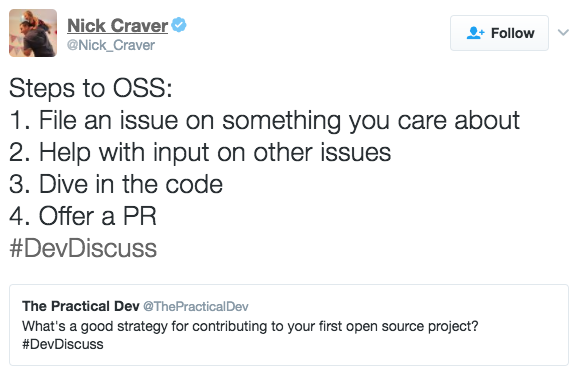 Nick Craver
@Nick_Craver
Follow
Steps to OSS:
1. File an issue on something you care about
2. Help with input on other issues
3. Dive in the code
4. Offer a PR
#DevDiscuss
The Practical Dev @ThePracticalDev
What's a good strategy for contributing to your first open source project?
#DevDiscuss